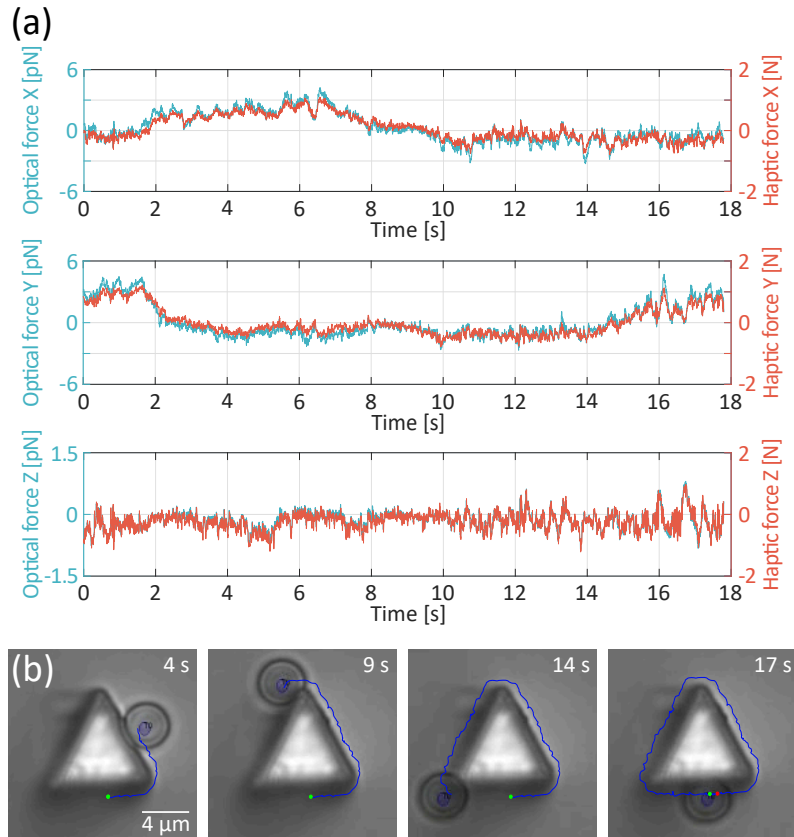 (a)
Optical force X [pN]
6
0
-6
2
1
0
-1
-2
Haptic force X [N]
0 2 4 6 8 10 12 14 16 18
Time [s]
Optical force Y [pN]
6
0
-6
2
0
-2
Haptic force Y [N]
0 2 4 6 8 10 12 14 16 18
Time [s]
Optical force Z [pN]
1.5
0
-1.5
2
0
-2
Haptic force Z [N]
0 2 4 6 8 10 12 14 16 18
Time [s]
(b)
4 s
9 s
14 s
17 s
4 µm